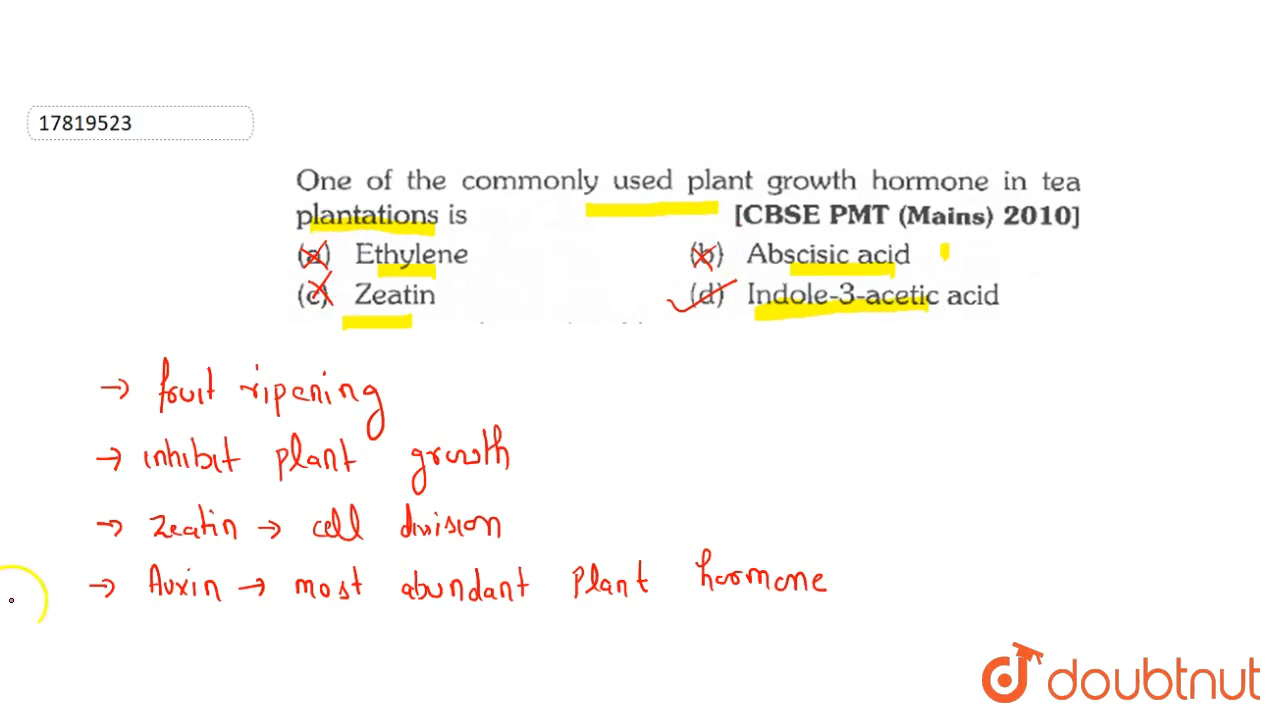 17819523
One of the commonly used plant growth hormone in tea
plantations is [CBSE PMT (Mains) 2010]
(a) Ethylene (b) Abscisic acid
(c) Zeatin (d) Indole-3-acetic acid
→ fruit ripening
→ inhibit plant growth
→ Zeatin → cell division
→ Auxin → most abundant Plant hormone
doubtnut